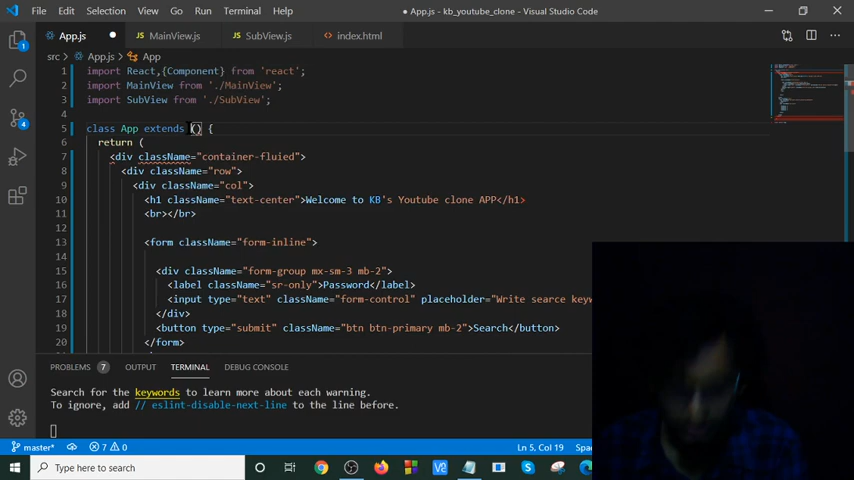 File Edit Selection View Go Run Terminal Help
● App.js - kb_youtube_clone - Visual Studio Code
App.js ● MainView.js SubView.js index.html
src > App.js > App
1 import React,{Component} from 'react';
2 import MainView from './MainView';
3 import SubView from './SubView';
4
5 class App extends () {
6 return (
7 <div className="container-fluied">
8 <div className="row">
9 <div className="col">
10 <h1 className="text-center">Welcome to KB's Youtube clone APP</h1>
11 <br></br>
12
13 <form className="form-inline">
14
15 <div className="form-group mx-sm-3 mb-2">
16 <label className="sr-only">Password</label>
17 <input type="text" className="form-control" placeholder="Write searce keyw
18 </div>
19 <button type="submit" className="btn btn-primary mb-2">Search</button>
20 </form>
PROBLEMS 7 OUTPUT TERMINAL DEBUG CONSOLE
Search for the keywords to learn more about each warning.
To ignore, add // eslint-disable-next-line to the line before.
master* 7 0 Ln 5, Col 19 Spac
Type here to search